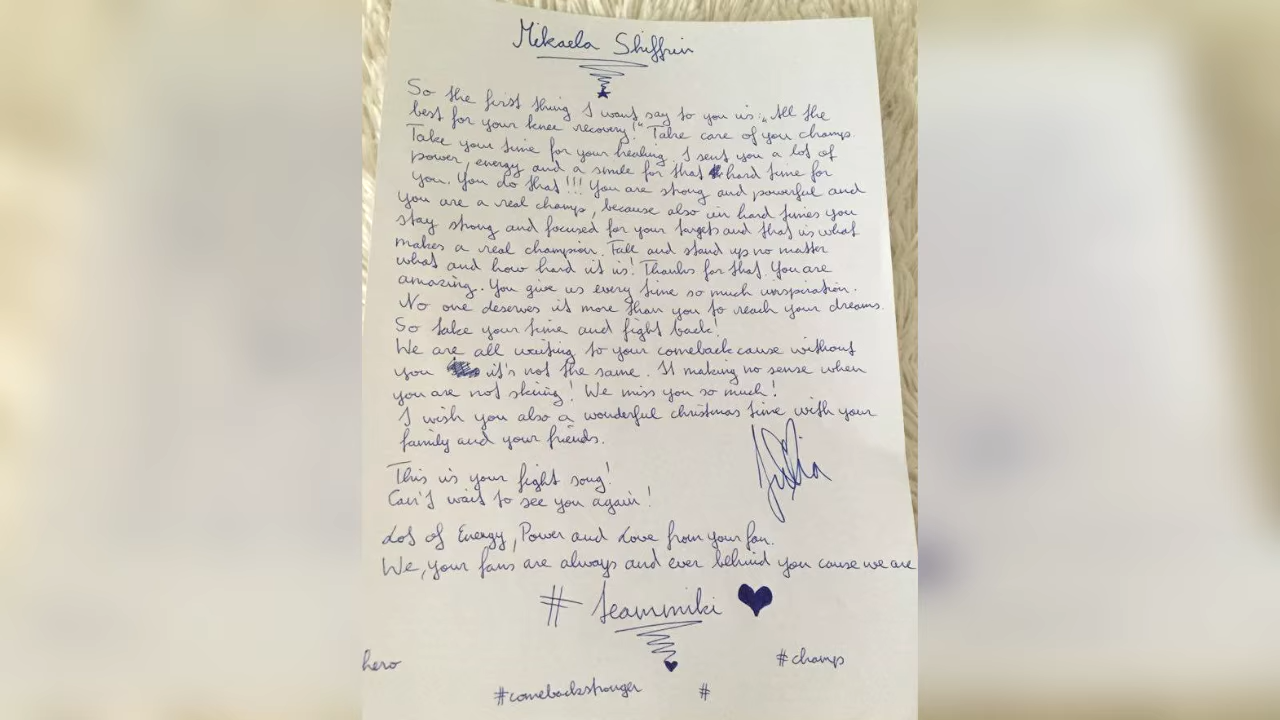 Mikaela Shiffrin
So the first thing I want say to you is: „All the
best for your knee recovery!" Take care of you champ.
Take your time for your healing. I sent you a lot of
power, energy and a smile for that hard time for
you. You do that!!! You are strong and powerful and
you are a real champ, because also in hard times you
stay strong and focused for your targets and that is what
makes a real champion. Fall and stand up no matter
what and how hard it is! Thanks for that. You are
amazing. You give us every time so much inspiration.
No one deserves it more than you to reach your dreams.
So take your time and fight back!
We are all waiting to your comeback cause without
you it's not the same. It making no sense when
you are not skiing! We miss you so much!
I wish you also a wonderful christmas time with your
family and your friends.
Julia
This is your fight song!
Can't wait to see you again!
Lot of Energy, Power and Love from your fan.
We, your fans are always and ever behind you cause we are
# teammiki
hero
#champ
#comebackstronger #